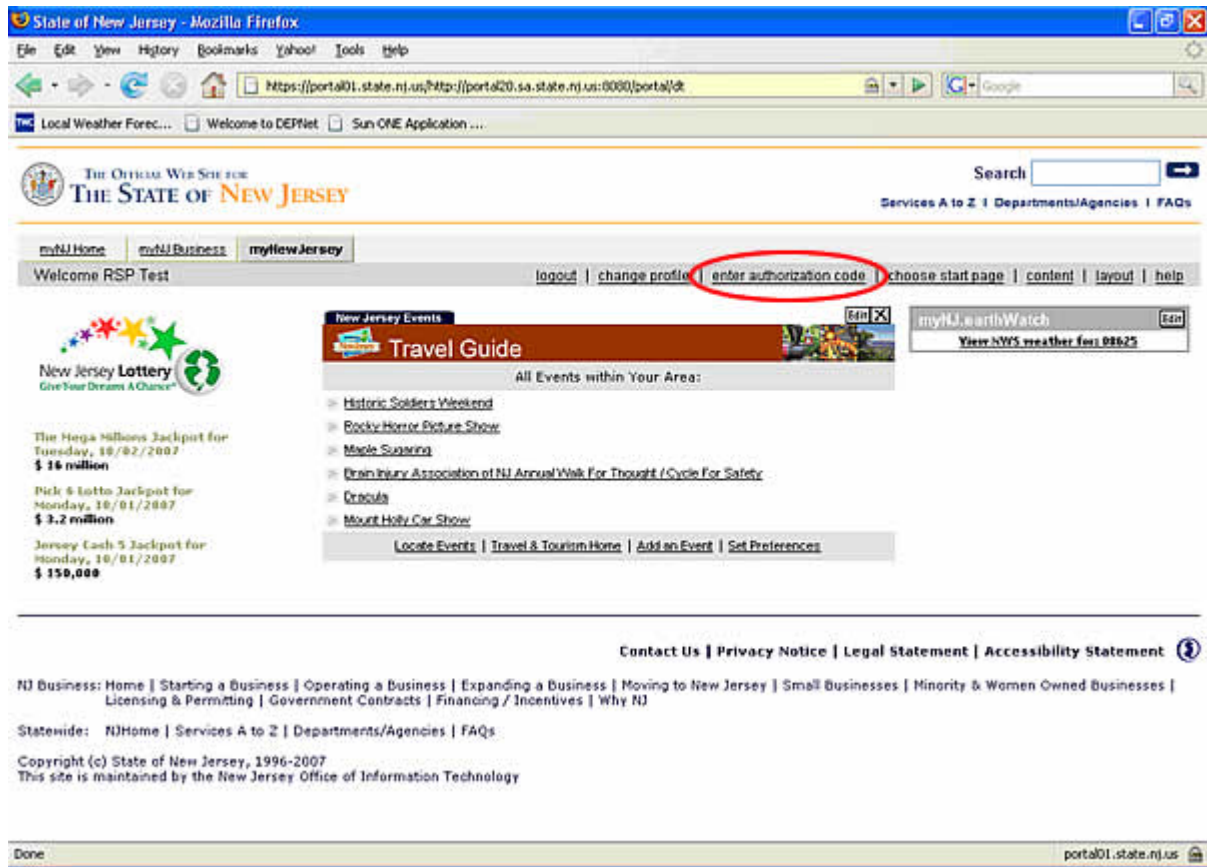 State of New Jersey - Mozilla Firefox
File Edit View History Bookmarks Yahoo! Tools Help
https://portal01.state.nj.us/http://portal20.sa.state.nj.us:8080/portal/dt
Google
Local Weather Forec... Welcome to DEPNet Sun ONE Application ...
THE OFFICIAL WEB SITE FOR
THE STATE OF NEW JERSEY
Search
Services A to Z | Departments/Agencies | FAQs
myNJ Home myNJ Business myNewJersey
Welcome RSP Test
logout | change profile | enter authorization code | choose start page | content | layout | help
New Jersey Lottery
Give Your Dreams A Chance
The Mega Millions Jackpot for
Tuesday, 10/02/2007
$ 16 million
Pick 6 Lotto Jackpot for
Monday, 10/01/2007
$ 3.2 million
Jersey Cash 5 Jackpot for
Monday, 10/01/2007
$ 150,000
New Jersey Events
Edit X
Travel Guide
All Events within Your Area:
Historic Soldiers Weekend
Rocky Horror Picture Show
Maple Sugaring
Brain Injury Association of NJ Annual Walk For Thought / Cycle For Safety
Dracula
Mount Holly Car Show
Locate Events | Travel & Tourism Home | Add an Event | Set Preferences
myNJ.earthWatch
Edit
View NWS weather for: 08625
Contact Us | Privacy Notice | Legal Statement | Accessibility Statement
NJ Business: Home | Starting a Business | Operating a Business | Expanding a Business | Moving to New Jersey | Small Businesses | Minority & Women Owned Businesses |
Licensing & Permitting | Government Contracts | Financing / Incentives | Why NJ
Statewide: NJHome | Services A to Z | Departments/Agencies | FAQs
Copyright (c) State of New Jersey, 1996-2007
This site is maintained by the New Jersey Office of Information Technology
Done
portal01.state.nj.us